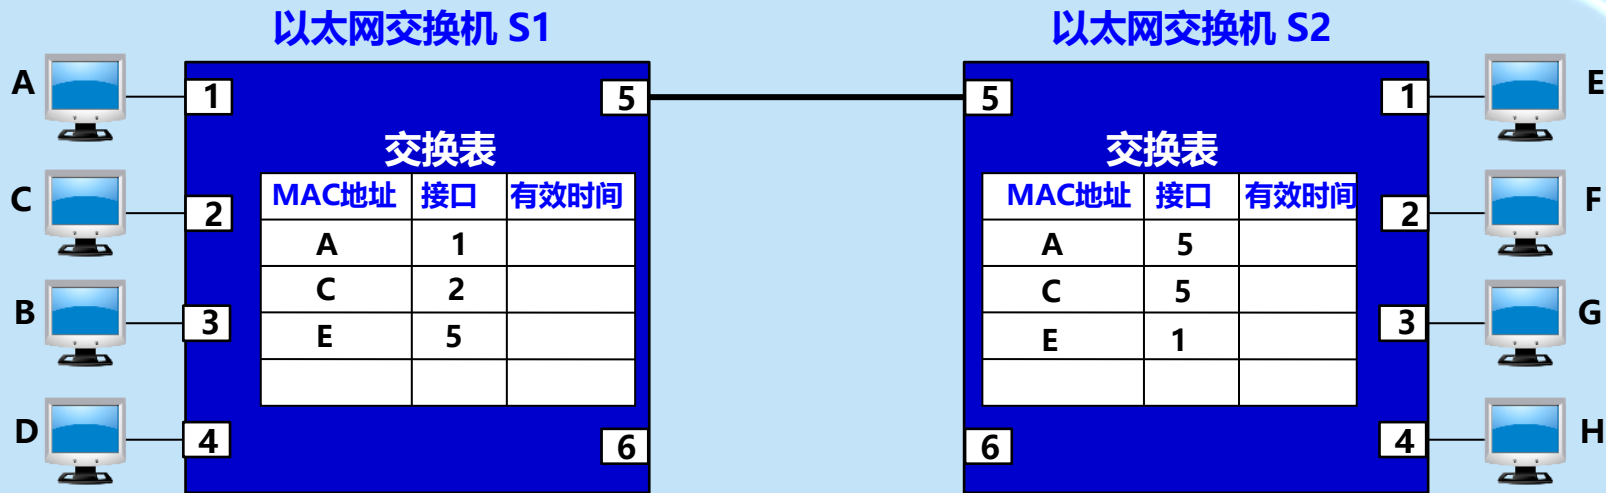 以太网交换机 S1
以太网交换机 S2
A
1
5
5
1
E
交换表
交换表
C
2
MAC地址 接口 有效时间
MAC地址 接口 有效时间
2
F
A 1
A 5
C 2
C 5
B
3
E 5
E 1
3
G
D
4
6
6
4
H